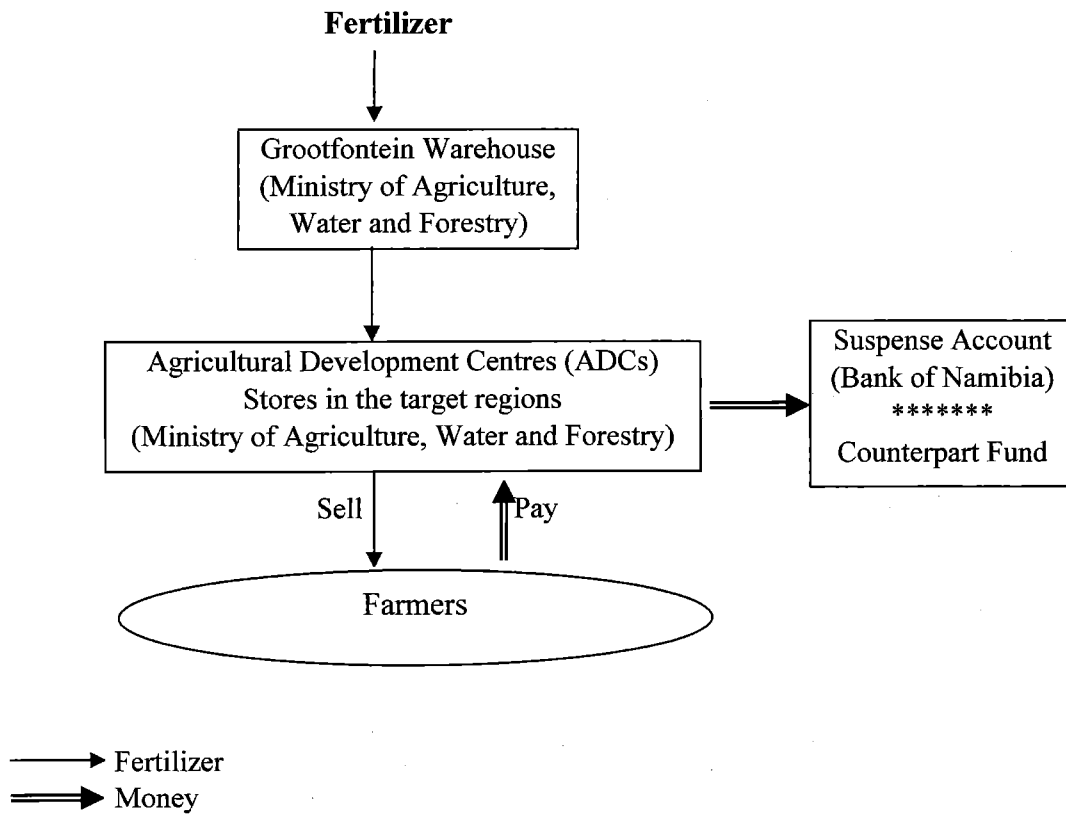 Fertilizer
Grootfontein Warehouse
(Ministry of Agriculture,
Water and Forestry)
Agricultural Development Centres (ADCs)
Stores in the target regions
(Ministry of Agriculture, Water and Forestry)
Suspense Account
(Bank of Namibia)
*******
Counterpart Fund
Sell
Pay
Farmers
Fertilizer
Money